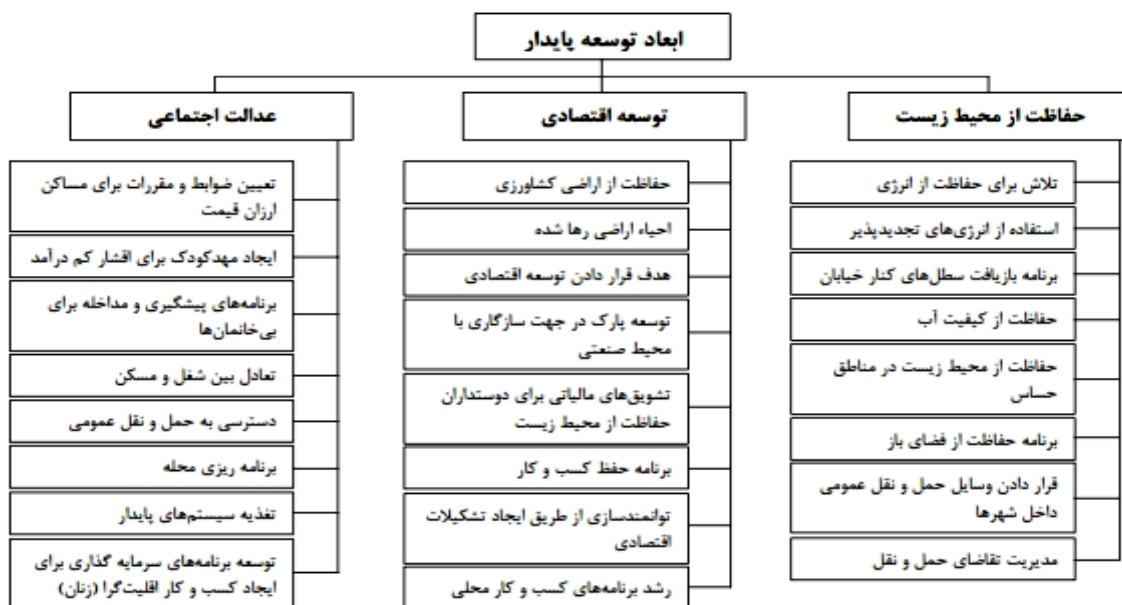 ابعاد توسعه پایدار
حفاظت از محیط زیست
تلاش برای حفاظت از انرژی
استفاده از انرژی‌های تجدیدپذیر
برنامه بازیافت سطل‌های کنار خیابان
حفاظت از کیفیت آب
حفاظت از محیط زیست در مناطق
حساس
برنامه حفاظت از فضای باز
قرار دادن وسایل حمل و نقل عمومی
داخل شهرها
مدیریت تقاضای حمل و نقل
توسعه اقتصادی
حفاظت از اراضی کشاورزی
احیاء اراضی رها شده
هدف قرار دادن توسعه اقتصادی
توسعه پارک در جهت سازگاری با
محیط صنعتی
تشویق‌های مالیاتی برای دوستداران
حفاظت از محیط زیست
برنامه حفظ کسب و کار
توانمندسازی از طریق ایجاد تشکیلات
اقتصادی
رشد برنامه‌های کسب و کار محلی
عدالت اجتماعی
تعیین ضوابط و مقررات برای مساکن
ارزان قیمت
ایجاد مهدکودک برای اقشار کم درآمد
برنامه‌های پیشگیری و مداخله برای
بی‌خانمان‌ها
تعادل بین شغل و مسکن
دسترسی به حمل و نقل عمومی
برنامه ریزی محله
تغذیه سیستم‌های پایدار
توسعه برنامه‌های سرمایه گذاری برای
ایجاد کسب و کار اقلیت‌گرا (زنان)